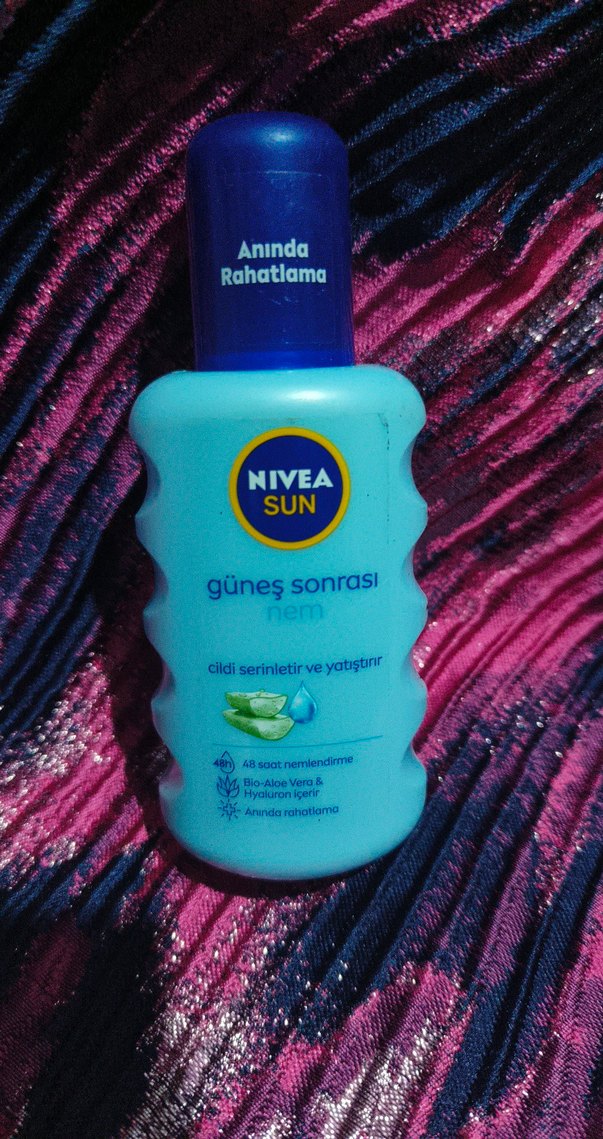 Anında
Rahatlama
NIVEA
SUN
güneş sonrası
nem
cildi serinletir ve yatıştırır
48h
48 saat nemlendirme
Bio-Aloe Vera &
Hyaluron içerir
Anında rahatlama